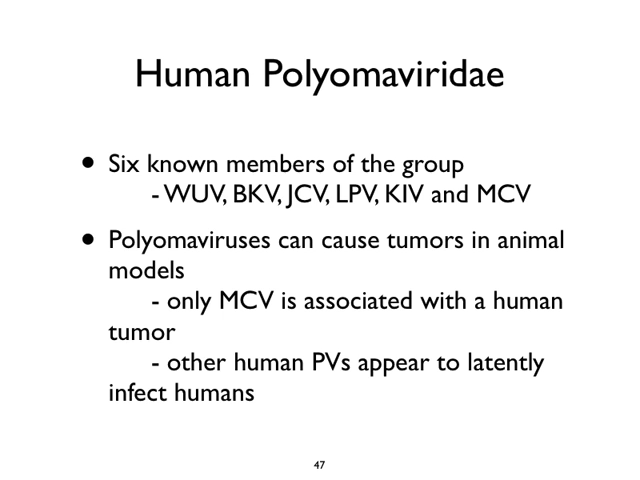 Human Polyomaviridae
• Six known members of the group
- WUV, BKV, JCV, LPV, KIV and MCV
• Polyomaviruses can cause tumors in animal
models
- only MCV is associated with a human
tumor
- other human PVs appear to latently
infect humans
47